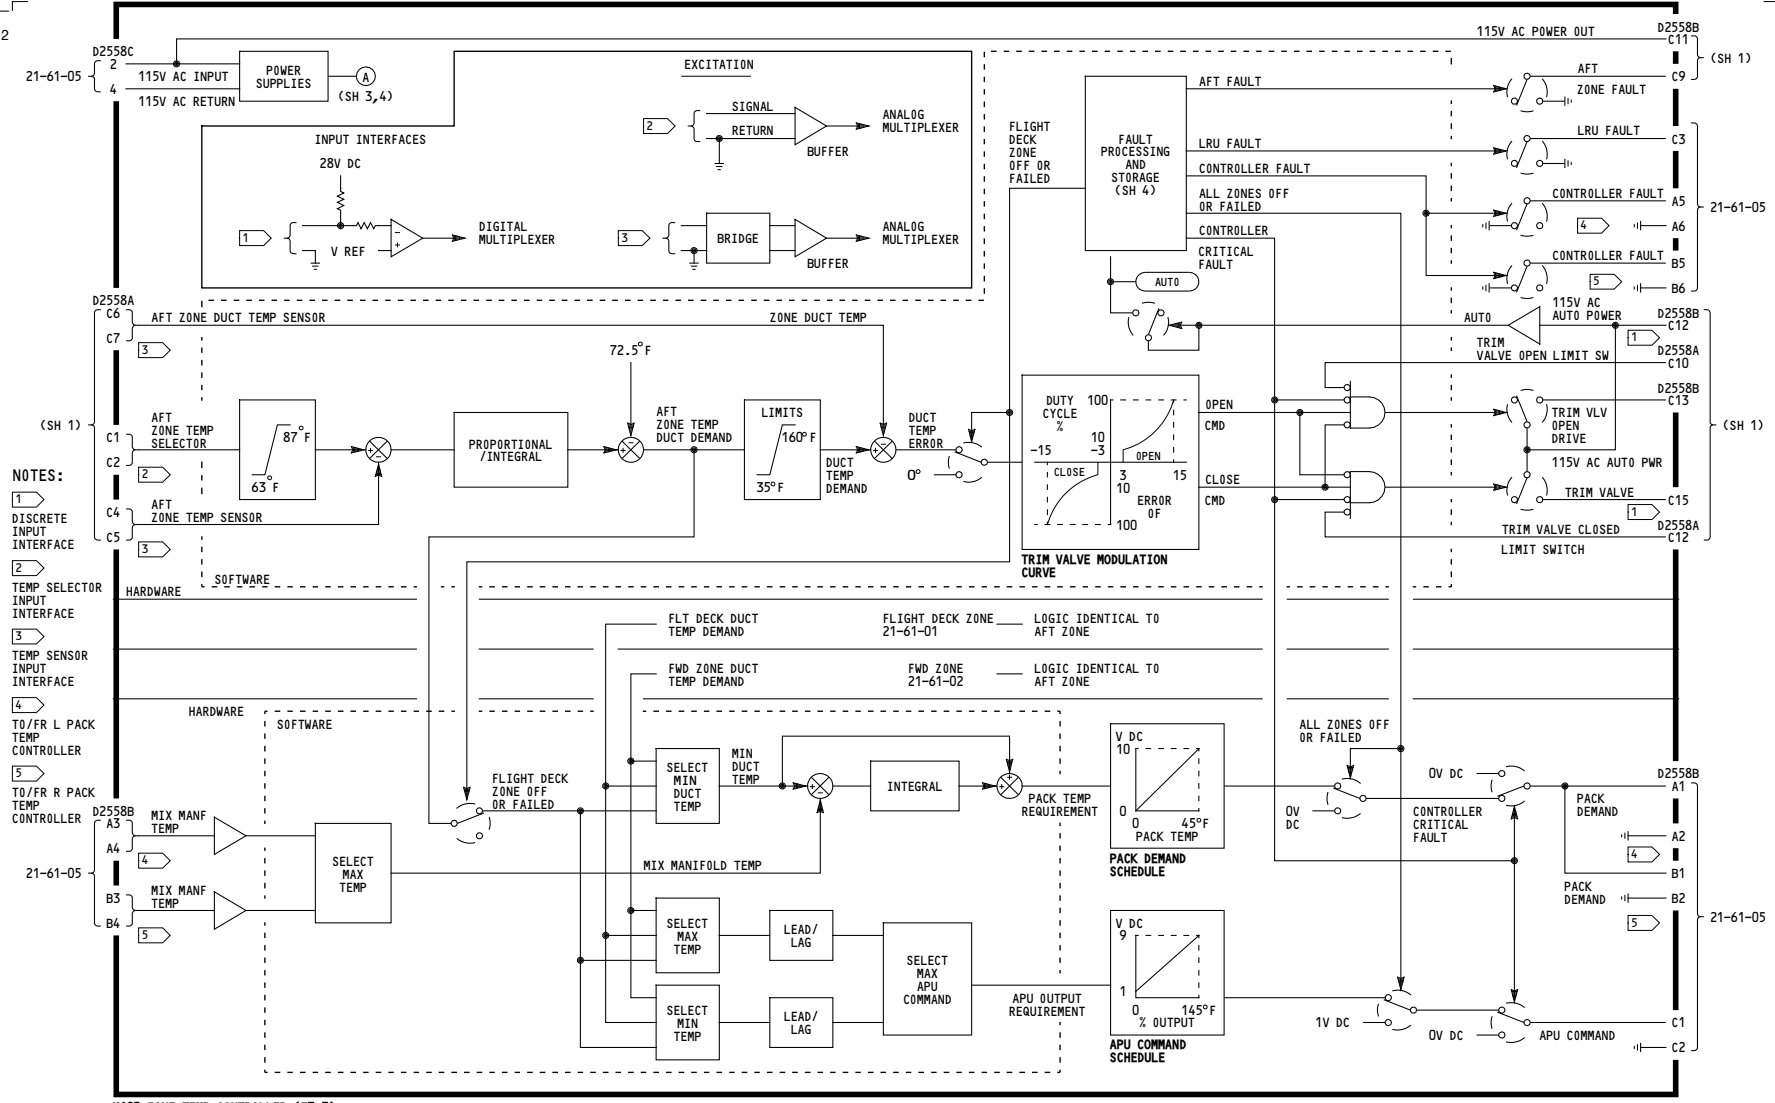 2
D2558C
2
4
21-61-05
115V AC INPUT
115V AC RETURN
POWER
SUPPLIES
A
(SH 3,4)
115V AC POWER OUT
D2558B
C11
(SH 1)
AFT
C9
ZONE FAULT
EXCITATION
2
SIGNAL
RETURN
BUFFER
ANALOG
MULTIPLEXER
INPUT INTERFACES
28V DC
1
V REF
−
+
DIGITAL
MULTIPLEXER
3
BRIDGE
BUFFER
ANALOG
MULTIPLEXER
FLIGHT
DECK
ZONE
OFF OR
FAILED
FAULT
PROCESSING
AND
STORAGE
(SH 4)
AFT FAULT
LRU FAULT
CONTROLLER FAULT
ALL ZONES OFF
OR FAILED
CONTROLLER
CRITICAL
FAULT
AUTO
LRU FAULT
C3
CONTROLLER FAULT
A5
4
A6
21-61-05
CONTROLLER FAULT
B5
5
B6
115V AC
AUTO POWER
AUTO
D2558B
C12
1
TRIM
VALVE OPEN LIMIT SW
D2558A
C10
D2558B
C13
TRIM VLV
OPEN
DRIVE
115V AC AUTO PWR
(SH 1)
TRIM VALVE
C15
1
TRIM VALVE CLOSED
D2558A
C12
LIMIT SWITCH
D2558A
C6
C7
3
AFT ZONE DUCT TEMP SENSOR
ZONE DUCT TEMP
72.5°F
(SH 1)
C1
C2
2
AFT
ZONE TEMP
SELECTOR
87°F
63°F
+
−
PROPORTIONAL
/INTEGRAL
+
+
AFT
ZONE TEMP
DUCT DEMAND
LIMITS
160°F
35°F
DUCT
TEMP
DEMAND
−
+
DUCT
TEMP
ERROR
0°
C4
C5
3
AFT
ZONE TEMP SENSOR
DUTY
CYCLE
%
100
10
−15
−3
OPEN
CLOSE
3
15
10
ERROR
OF
100
TRIM VALVE MODULATION
CURVE
OPEN
CMD
CLOSE
CMD
SOFTWARE
HARDWARE
NOTES:
1
DISCRETE
INPUT
INTERFACE
2
TEMP SELECTOR
INPUT
INTERFACE
3
TEMP SENSOR
INPUT
INTERFACE
4
TO/FR L PACK
TEMP
CONTROLLER
5
TO/FR R PACK
TEMP
CONTROLLER
FLT DECK DUCT
TEMP DEMAND
FLIGHT DECK ZONE
21-61-01
LOGIC IDENTICAL TO
AFT ZONE
FWD ZONE DUCT
TEMP DEMAND
FWD ZONE
21-61-02
LOGIC IDENTICAL TO
AFT ZONE
HARDWARE
SOFTWARE
D2558B
A3
A4
4
MIX MANF
TEMP
21-61-05
B3
B4
5
MIX MANF
TEMP
SELECT
MAX
TEMP
FLIGHT DECK
ZONE OFF
OR FAILED
MIX MANIFOLD TEMP
SELECT
MIN
DUCT
TEMP
MIN
DUCT
TEMP
+
−
INTEGRAL
+
+
PACK TEMP
REQUIREMENT
V DC
10
0
0
45°F
PACK TEMP
PACK DEMAND
SCHEDULE
ALL ZONES OFF
OR FAILED
0V
DC
0V DC
CONTROLLER
CRITICAL
FAULT
D2558B
A1
PACK
DEMAND
A2
4
B1
PACK
DEMAND
B2
5
21-61-05
SELECT
MAX
TEMP
LEAD/
LAG
SELECT
MIN
TEMP
LEAD/
LAG
SELECT
MAX
APU
COMMAND
APU OUTPUT
REQUIREMENT
V DC
9
1
0
145°F
% OUTPUT
APU COMMAND
SCHEDULE
1V DC
0V DC
APU COMMAND
C1
C2